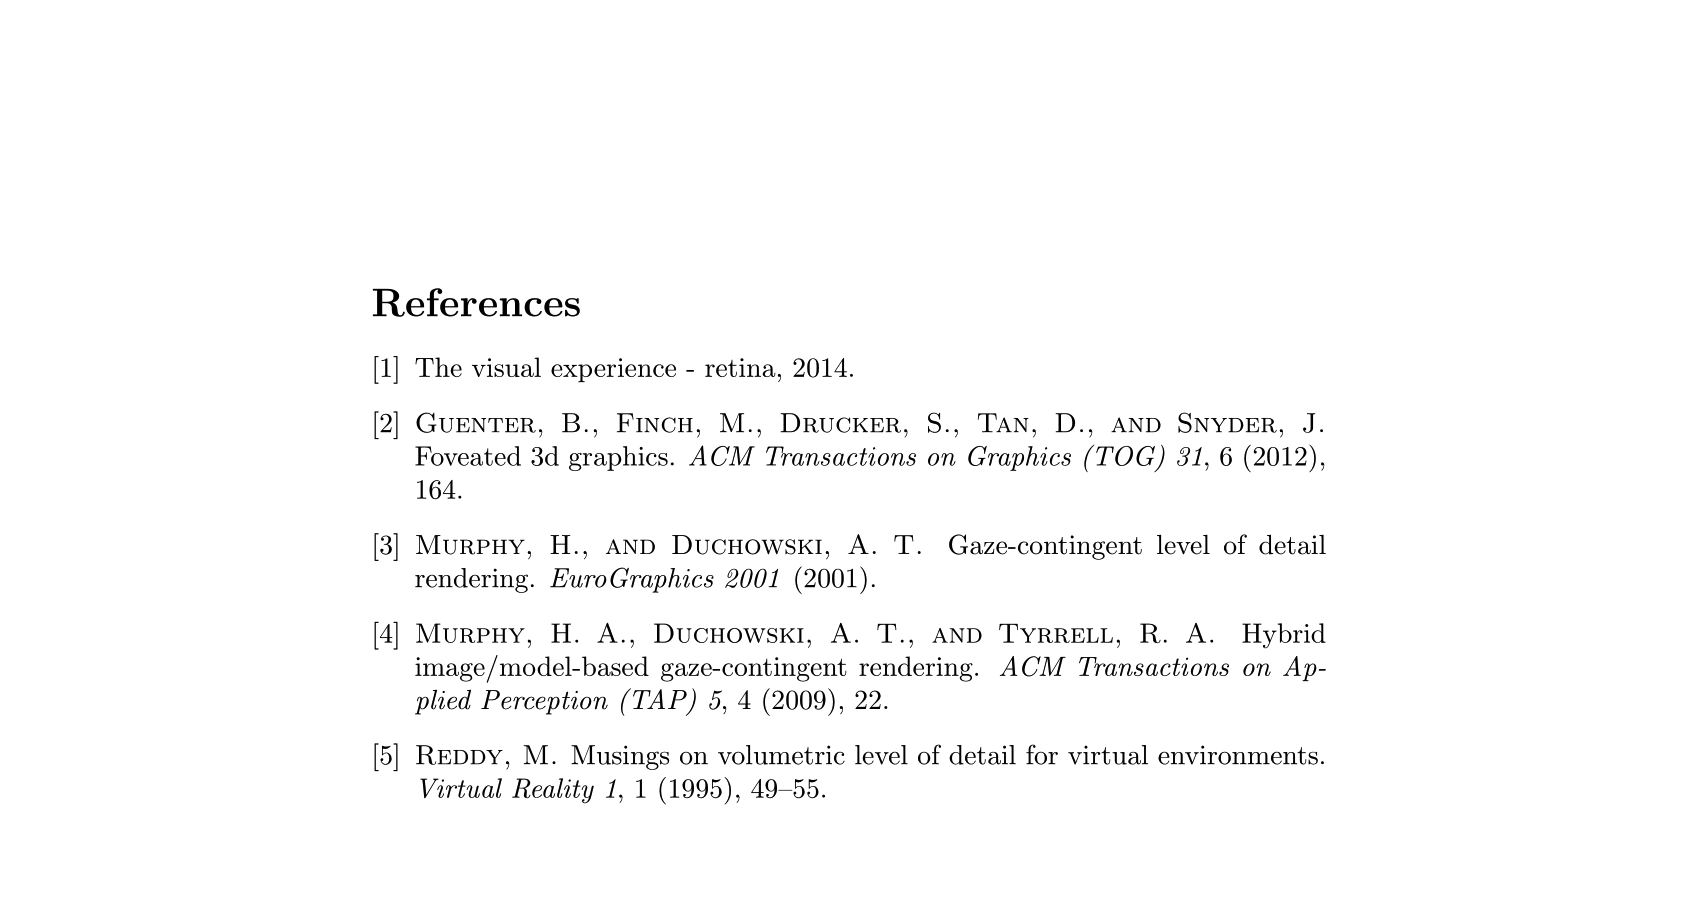 References
[1] The visual experience - retina, 2014.
[2] Guenter, B., Finch, M., Drucker, S., Tan, D., and Snyder, J.
Foveated 3d graphics. ACM Transactions on Graphics (TOG) 31, 6 (2012),
164.
[3] Murphy, H., and Duchowski, A. T. Gaze-contingent level of detail
rendering. EuroGraphics 2001 (2001).
[4] Murphy, H. A., Duchowski, A. T., and Tyrrell, R. A. Hybrid
image/model-based gaze-contingent rendering. ACM Transactions on Ap-
plied Perception (TAP) 5, 4 (2009), 22.
[5] Reddy, M. Musings on volumetric level of detail for virtual environments.
Virtual Reality 1, 1 (1995), 49–55.